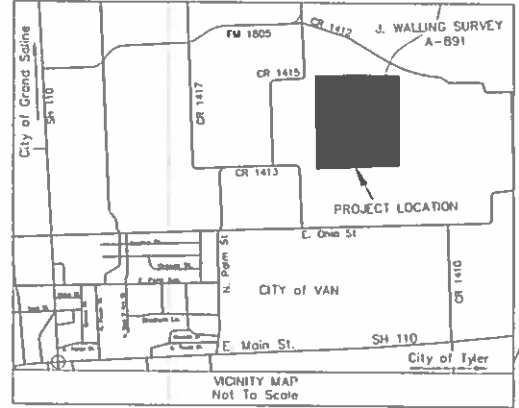 J. WALLING SURVEY
A-891
CR 1412
FM 1805
CR 1415
City of Grand Saline
SH 110
CR 1417
CR 1413
PROJECT LOCATION
E. Ohio St
N. Palm St
CITY of VAN
CR 1410
E. Main St.
SH 110
City of Tyler
VICINITY MAP
Not To Scale